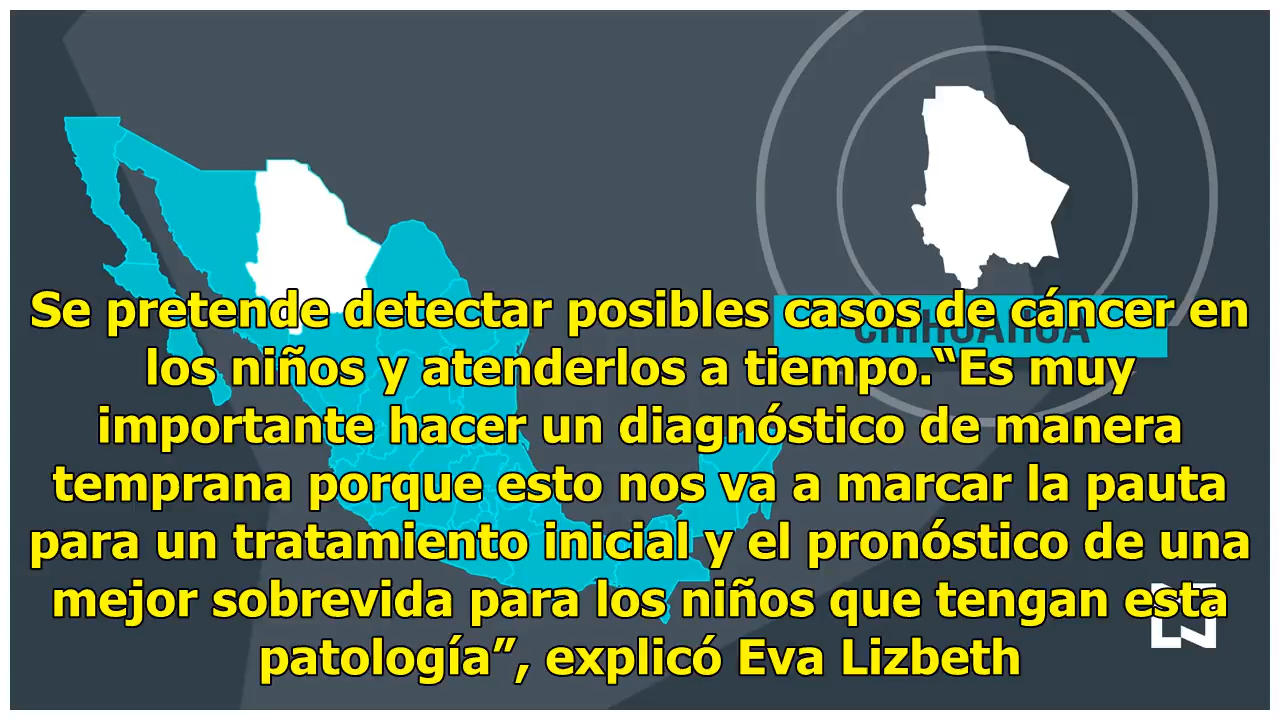 Se pretende detectar posibles casos de cáncer en
los niños y atenderlos a tiempo.“Es muy
importante hacer un diagnóstico de manera
temprana porque esto nos va a marcar la pauta
para un tratamiento inicial y el pronóstico de una
mejor sobrevida para los niños que tengan esta
patología”, explicó Eva Lizbeth
CHIHUAHUA